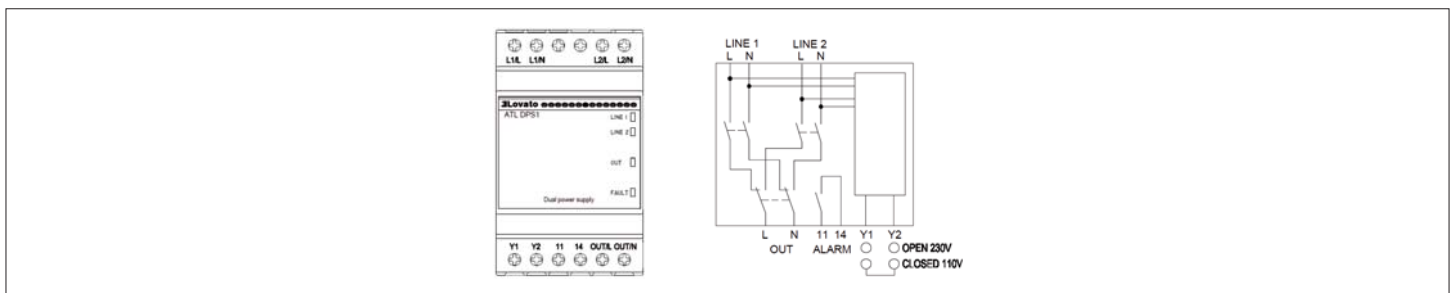 L1/L L1/N L2/L L2/N
Lovato
ATL DPS1
LINE 1
LINE 2
OUT
FAULT
Dual power supply
Y1 Y2 11 14 OUT/L OUT/N
LINE 1 LINE 2
L N L N
L N 11 14 Y1 Y2
OUT ALARM
OPEN 230V
CLOSED 110V